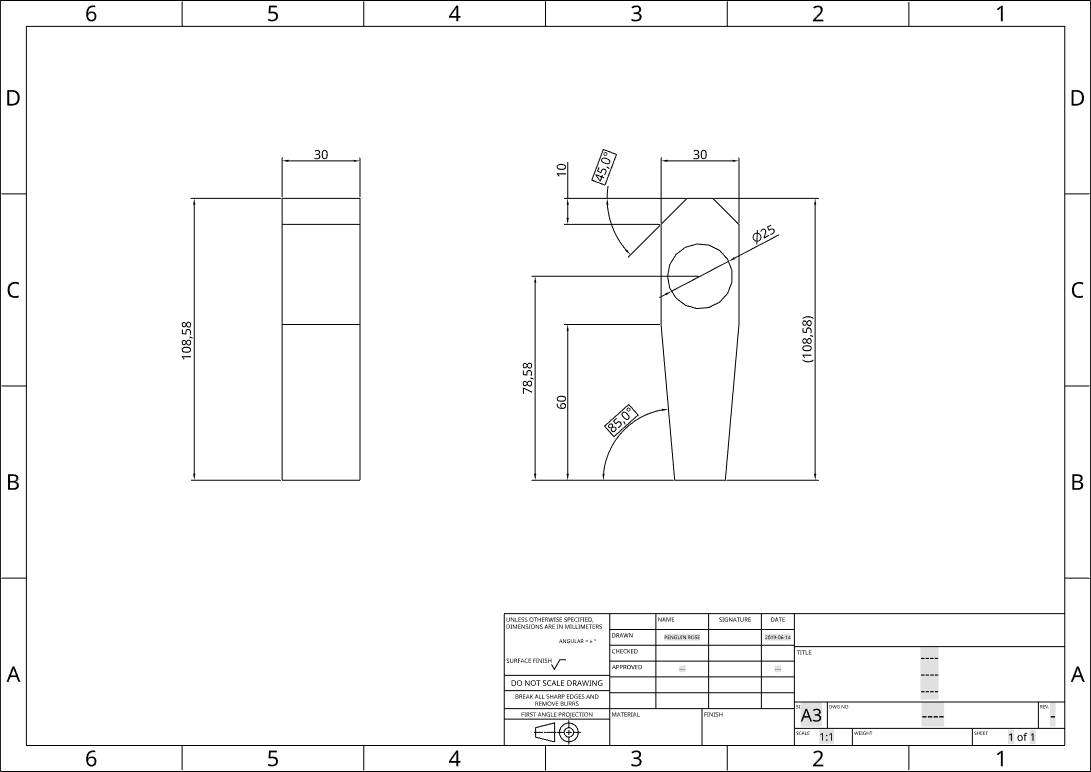 6 5 4 3 2 1
D D
C C
B B
A A
30
108,58
10
45,0°
30
Ø25
(108,58)
78,58
60
85,0°
UNLESS OTHERWISE SPECIFIED,
DIMENSIONS ARE IN MILLIMETERS
ANGULAR = ± °
SURFACE FINISH
DO NOT SCALE DRAWING
BREAK ALL SHARP EDGES AND
REMOVE BURRS
FIRST ANGLE PROJECTION
NAME SIGNATURE DATE
DRAWN PENGUIN ROSE 2019-06-14
CHECKED
APPROVED --- ---
MATERIAL FINISH
TITLE
----
----
----
A3
DWG NO.
----
REV.
-
SCALE 1:1 WEIGHT SHEET 1 of 1
6 5 4 3 2 1